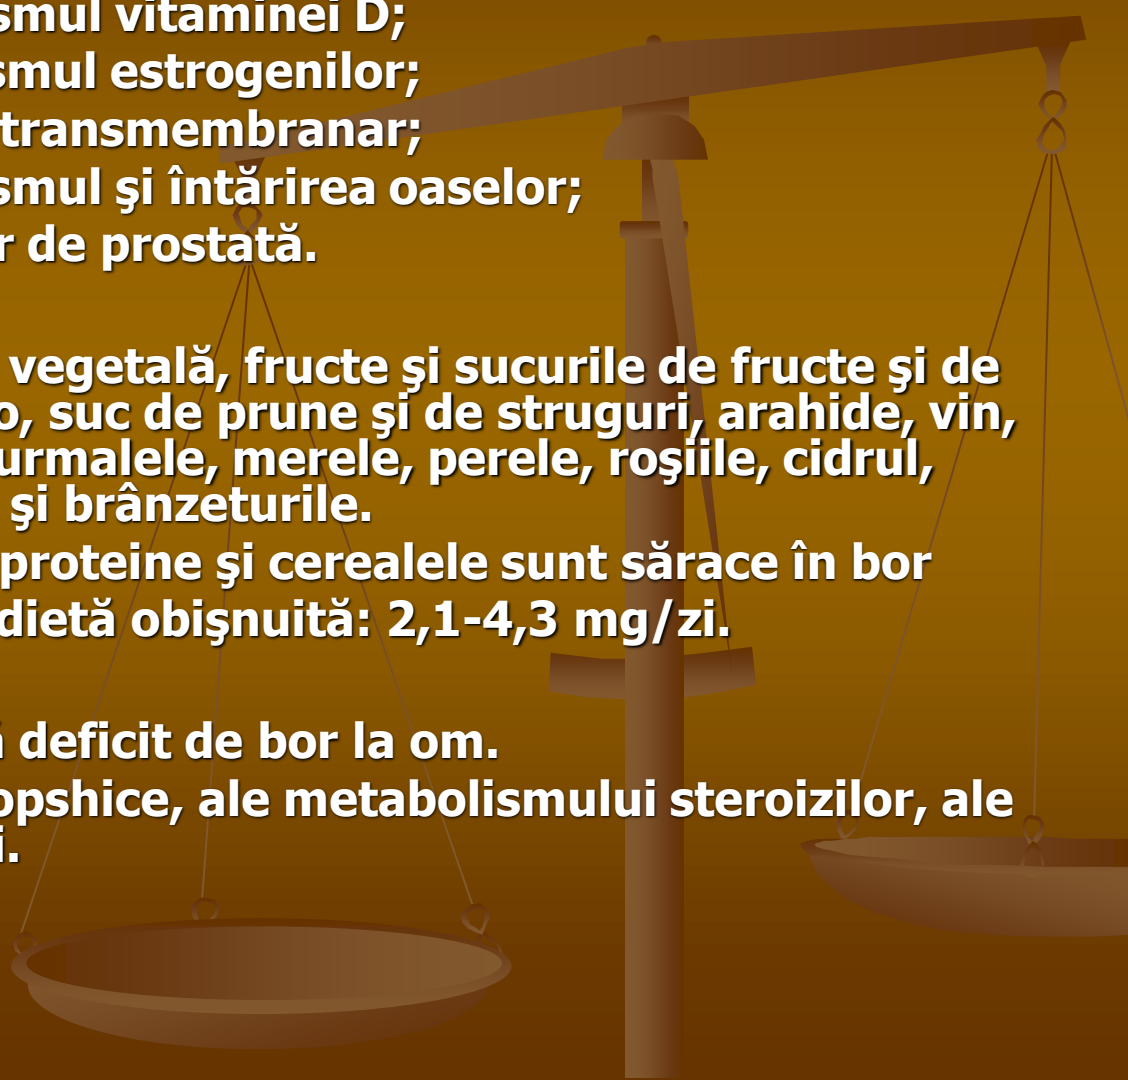 smul vitaminei D;
smul estrogenilor;
transmembranar;
smul şi întărirea oaselor;
r de prostată.
vegetală, fructe şi sucurile de fructe şi de
o, suc de prune şi de struguri, arahide, vin,
urmalele, merele, perele, roşiile, cidrul,
şi brânzeturile.
proteine şi cerealele sunt sărace în bor
dietă obişnuită: 2,1-4,3 mg/zi.
ă deficit de bor la om.
opshice, ale metabolismului steroizilor, ale
i.